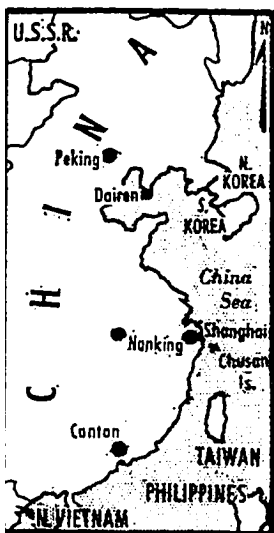 U.S.S.R.
N
CHINA
Peking
N.
KOREA
Dairen
S.
KOREA
China
Sea
Shanghai
Nanking
Chusan
Is.
Canton
TAIWAN
PHILIPPINES
N. VIETNAM